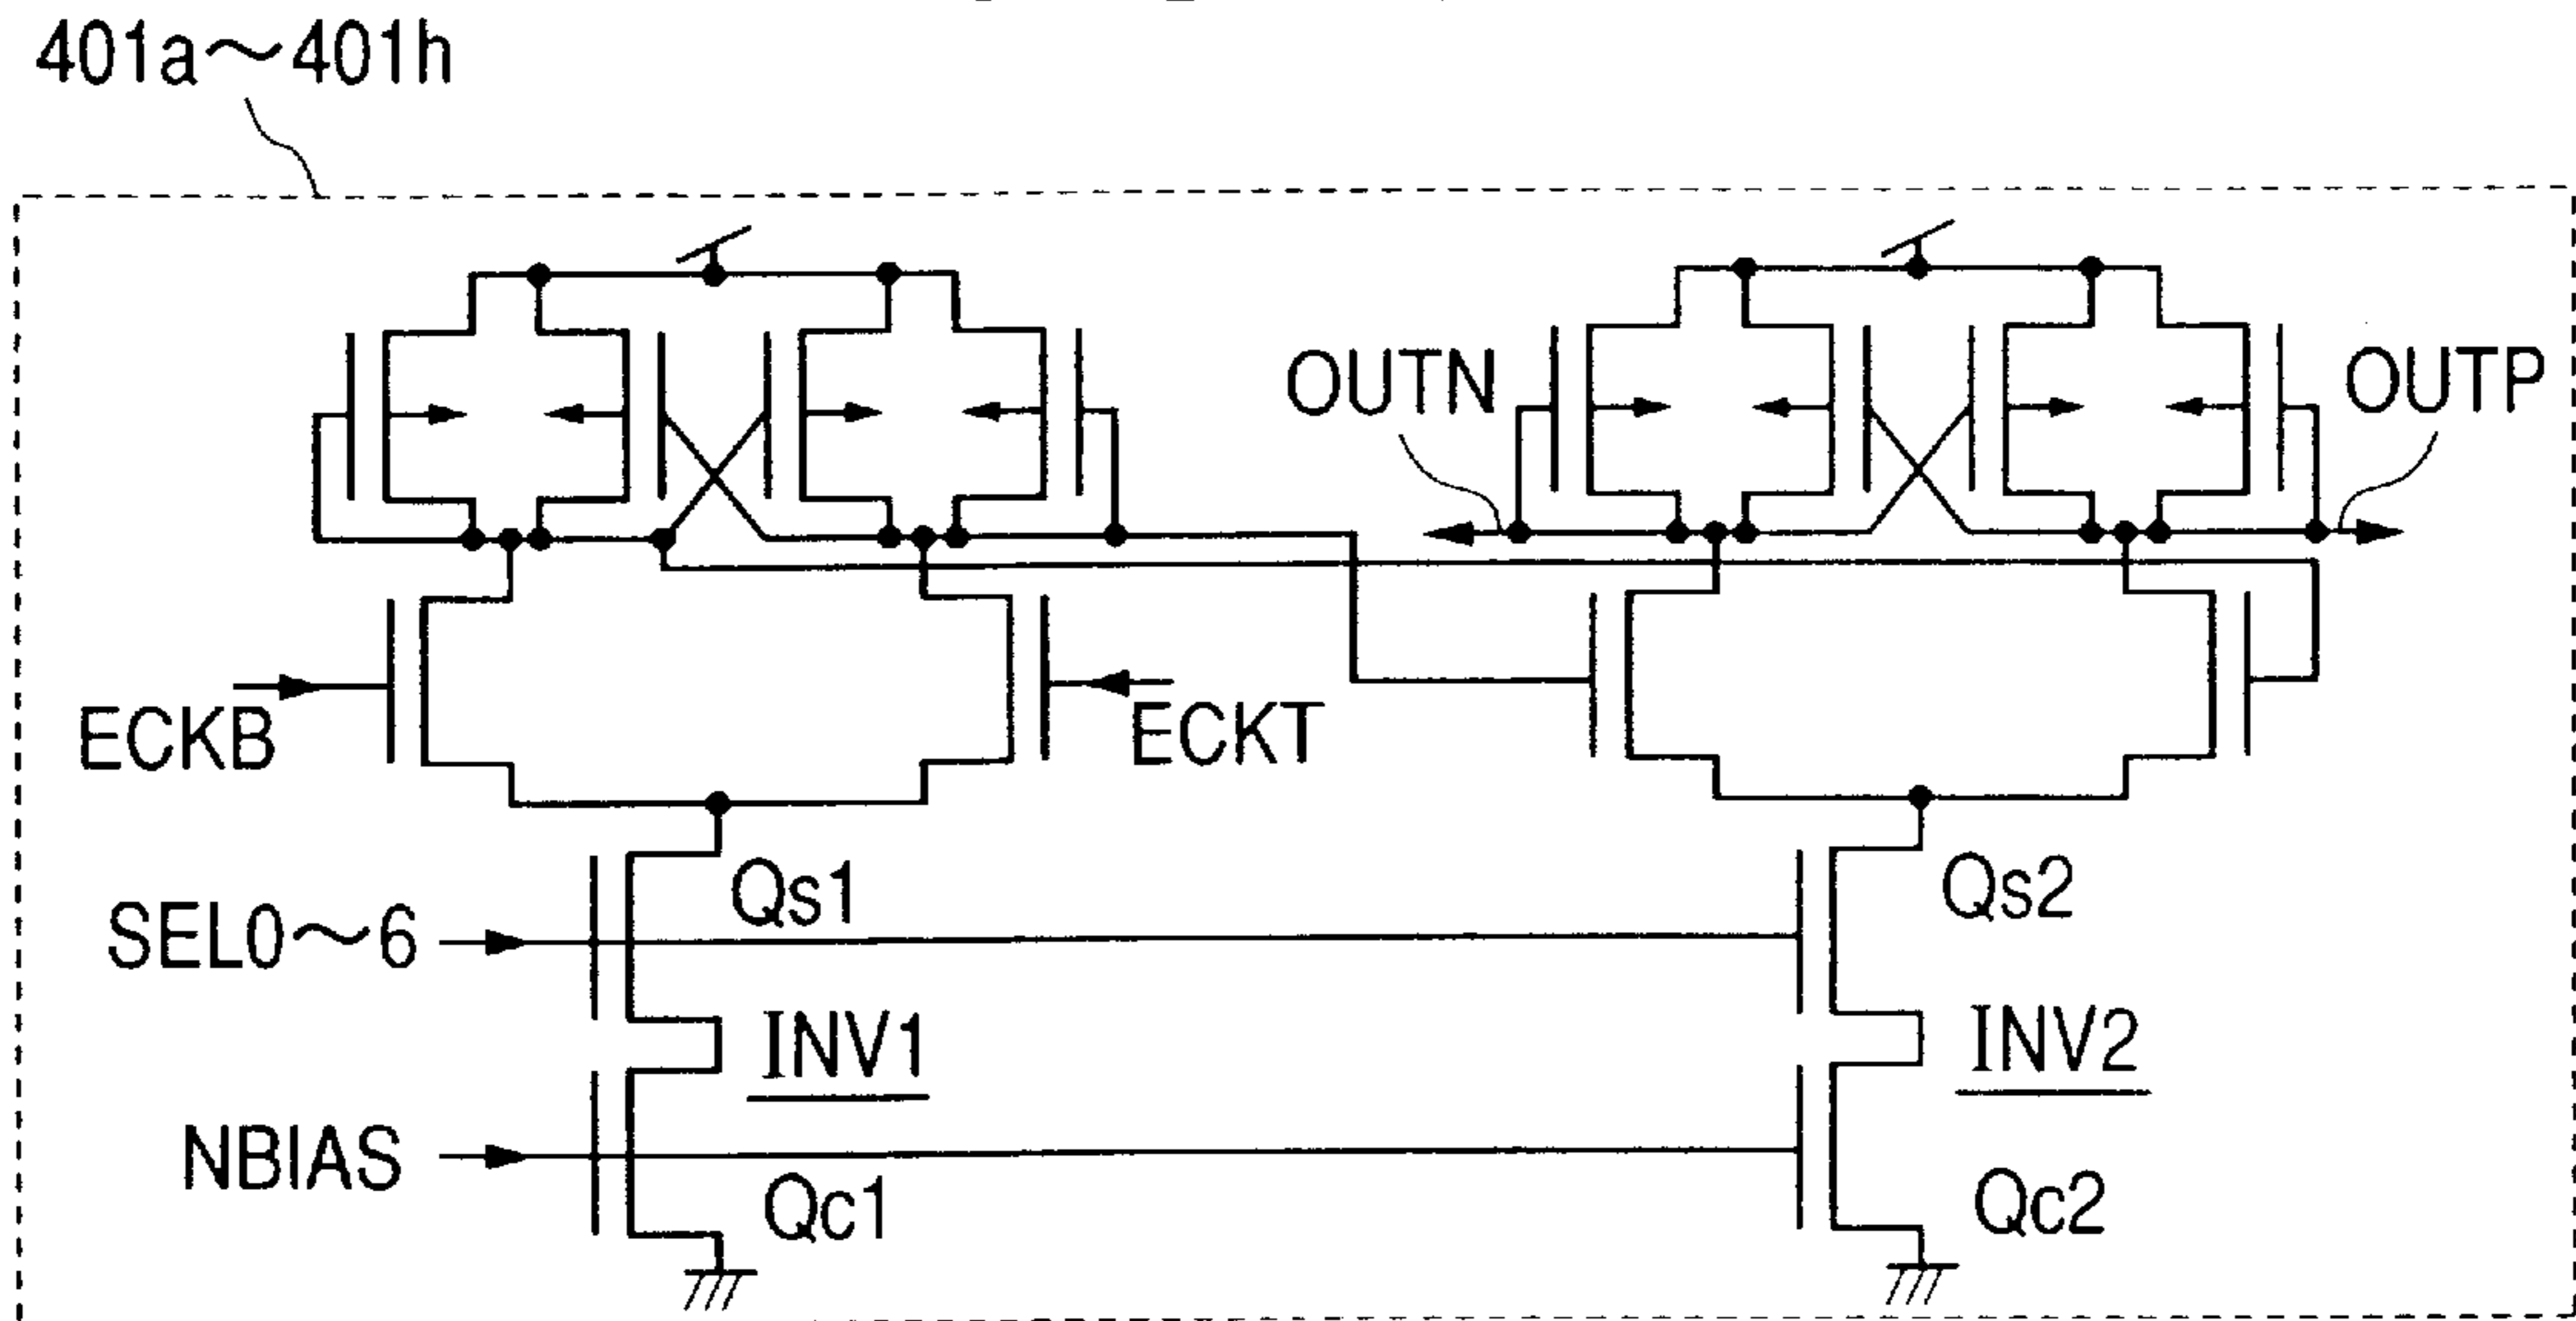 401a～401h
OUTN
OUTP
ECKB
ECKT
Qs1
Qs2
SEL0～6
INV1
INV2
NBIAS
Qc1
Qc2